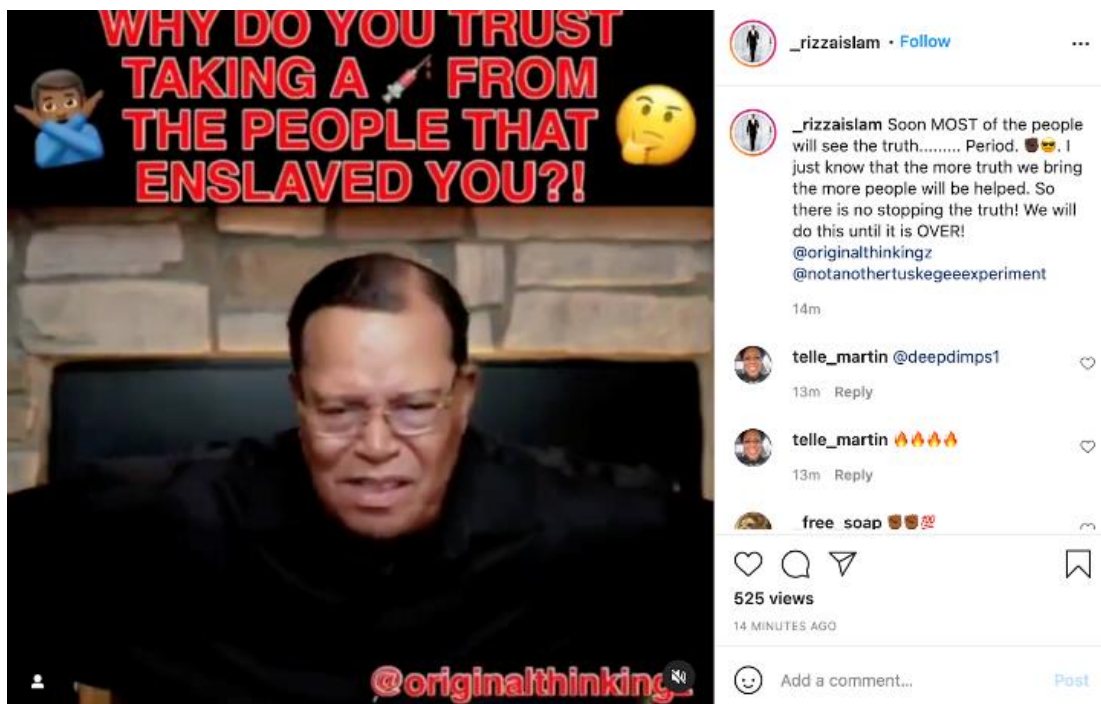 WHY DO YOU TRUST
TAKING A 💉 FROM
THE PEOPLE THAT
ENSLAVED YOU?!
@originalthinking
_rizzaislam • Follow
_rizzaislam Soon MOST of the people
will see the truth......... Period. ✊🏿😎. I
just know that the more truth we bring
the more people will be helped. So
there is no stopping the truth! We will
do this until it is OVER!
@originalthinkingz
@notanothertuskegeeexperiment
14m
telle_martin @deepdimps1
13m Reply
telle_martin 🔥🔥🔥🔥
13m Reply
_free_soap ✊🏾✊🏾💯
525 views
14 MINUTES AGO
Add a comment...
Post